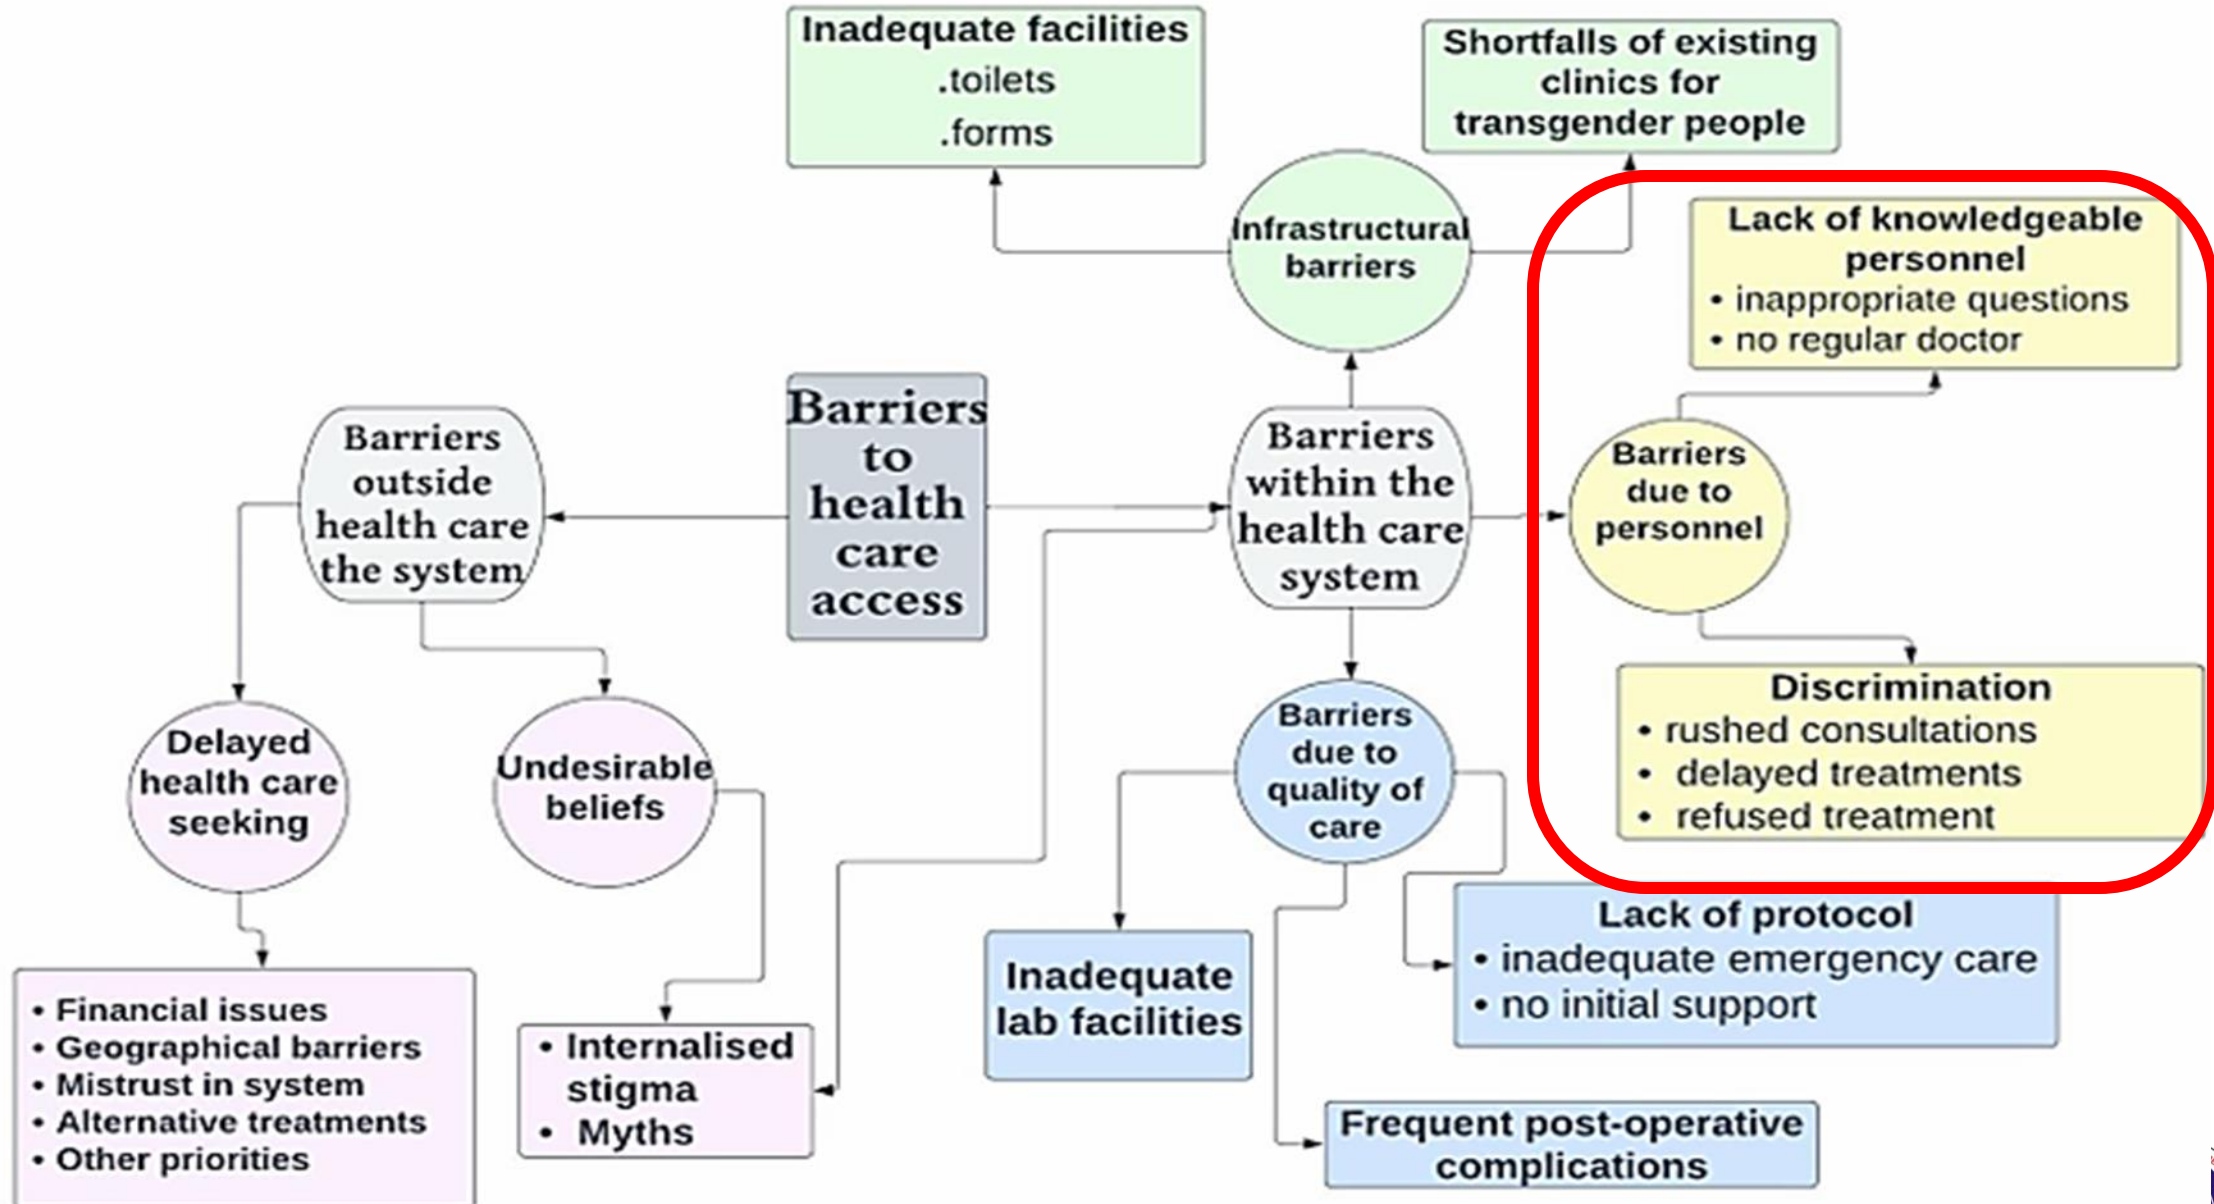 Inadequate facilities
.toilets
.forms
Shortfalls of existing
clinics for
transgender people
Infrastructural
barriers
Lack of knowledgeable
personnel
• inappropriate questions
• no regular doctor
Barriers
outside
health care
the system
Barriers
to
health
care
access
Barriers
within the
health care
system
Barriers
due to
personnel
Discrimination
• rushed consultations
• delayed treatments
• refused treatment
Delayed
health care
seeking
Undesirable
beliefs
Barriers
due to
quality of
care
• Financial issues
• Geographical barriers
• Mistrust in system
• Alternative treatments
• Other priorities
• Internalised
stigma
• Myths
Inadequate
lab facilities
Lack of protocol
• inadequate emergency care
• no initial support
Frequent post-operative
complications